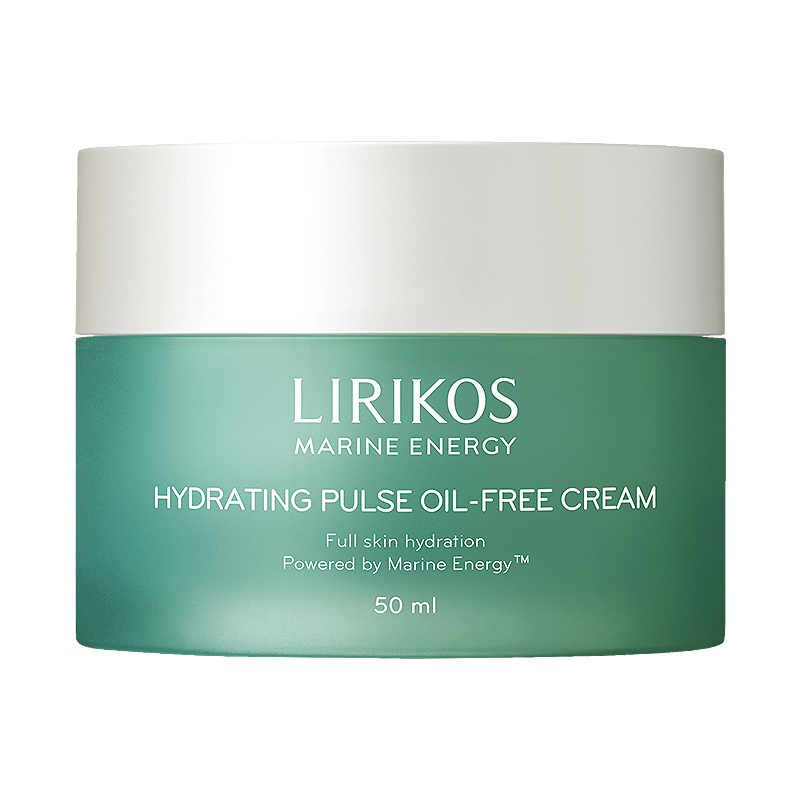 LIRIKOS
MARINE ENERGY
HYDRATING PULSE OIL-FREE CREAM
Full skin hydration
Powered by Marine Energy™
50 ml